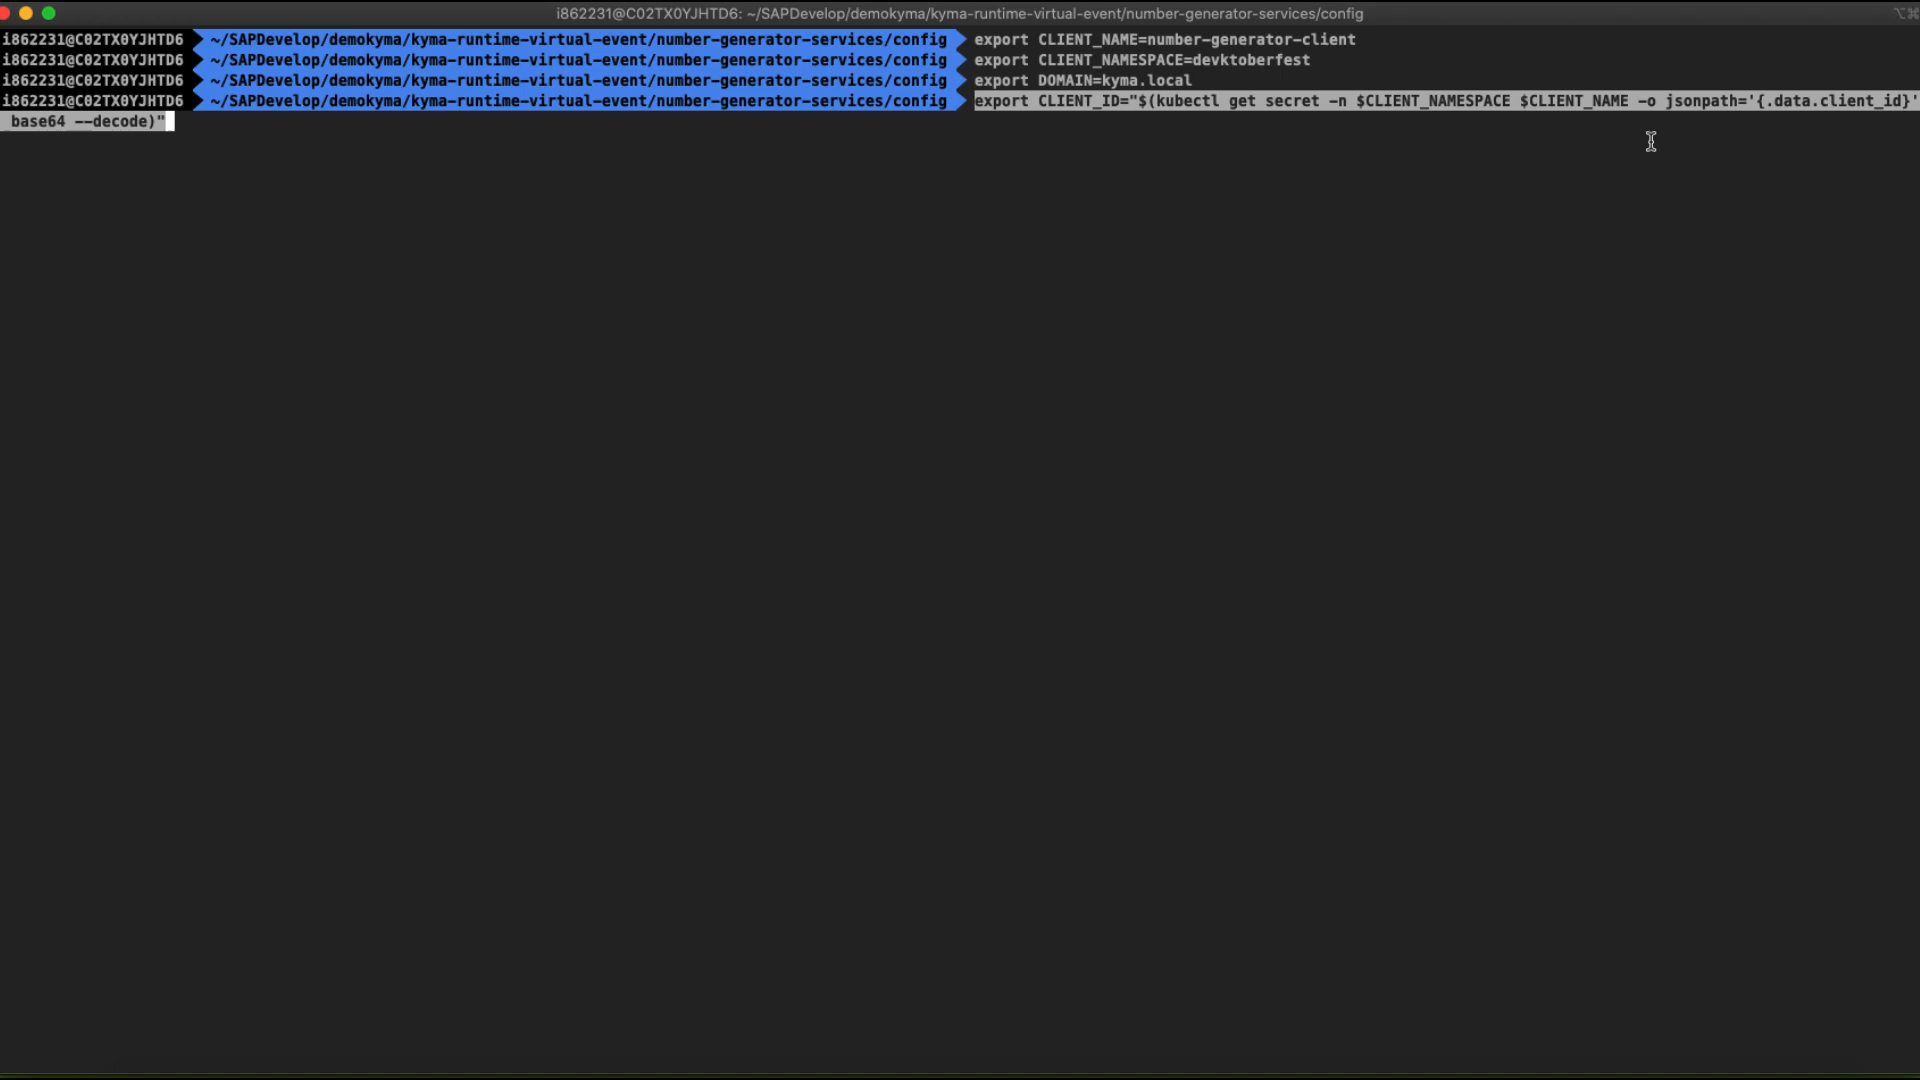 i862231@C02TX0YJHTD6: ~/SAPDevelop/demokyma/kyma-runtime-virtual-event/number-generator-services/config ⌥⌘
i862231@C02TX0YJHTD6 ~/SAPDevelop/demokyma/kyma-runtime-virtual-event/number-generator-services/config export CLIENT_NAME=number-generator-client
i862231@C02TX0YJHTD6 ~/SAPDevelop/demokyma/kyma-runtime-virtual-event/number-generator-services/config export CLIENT_NAMESPACE=devktoberfest
i862231@C02TX0YJHTD6 ~/SAPDevelop/demokyma/kyma-runtime-virtual-event/number-generator-services/config export DOMAIN=kyma.local
i862231@C02TX0YJHTD6 ~/SAPDevelop/demokyma/kyma-runtime-virtual-event/number-generator-services/config export CLIENT_ID="$(kubectl get secret -n $CLIENT_NAMESPACE $CLIENT_NAME -o jsonpath='{.data.client_id}'
base64 --decode)"